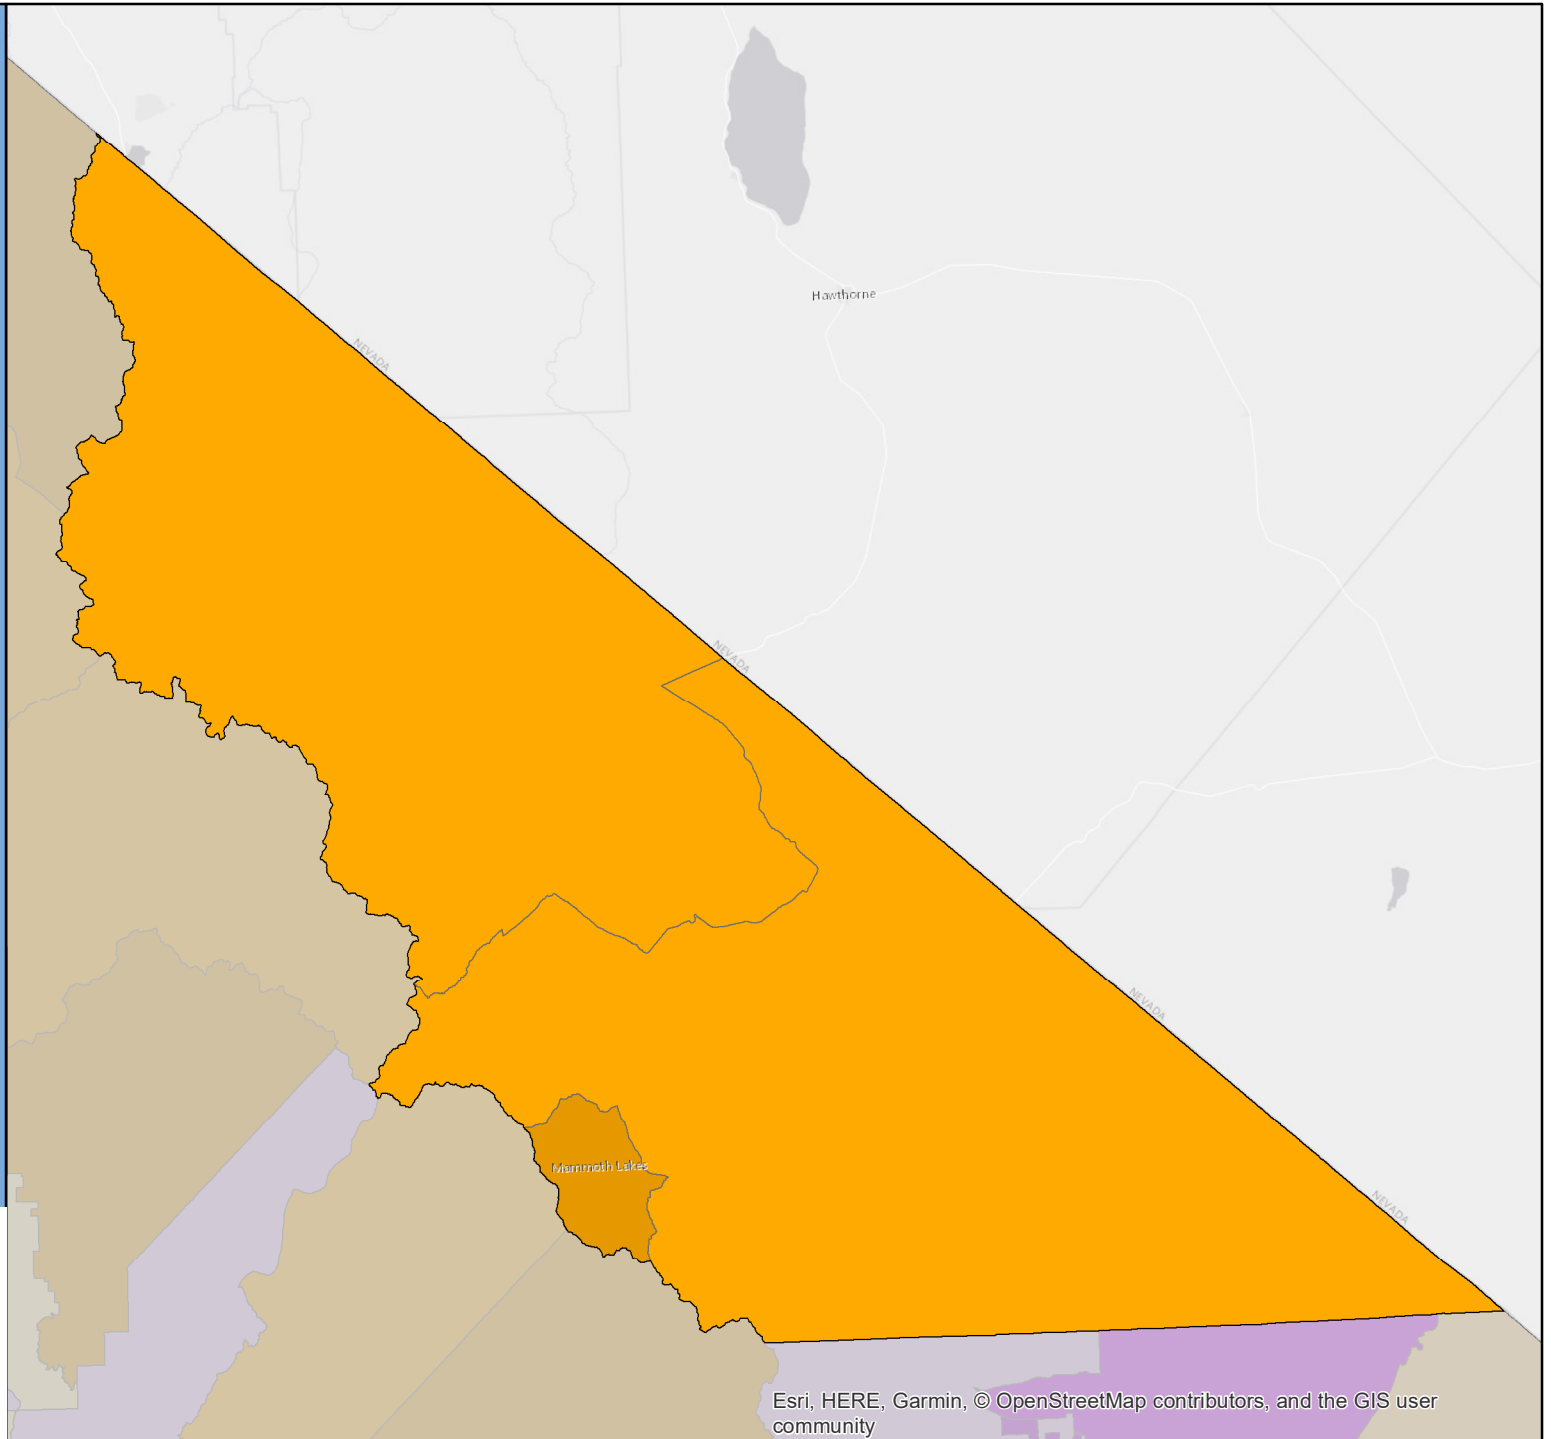 Hawthorne
NEVADA
NEVADA
NEVADA
Mammoth Lakes
NEVADA
Esri, HERE, Garmin, © OpenStreetMap contributors, and the GIS user
community